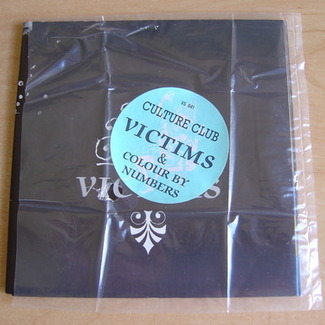 VS 641
CULTURE CLUB
VICTIMS
&
COLOUR BY
NUMBERS
VICTIMS